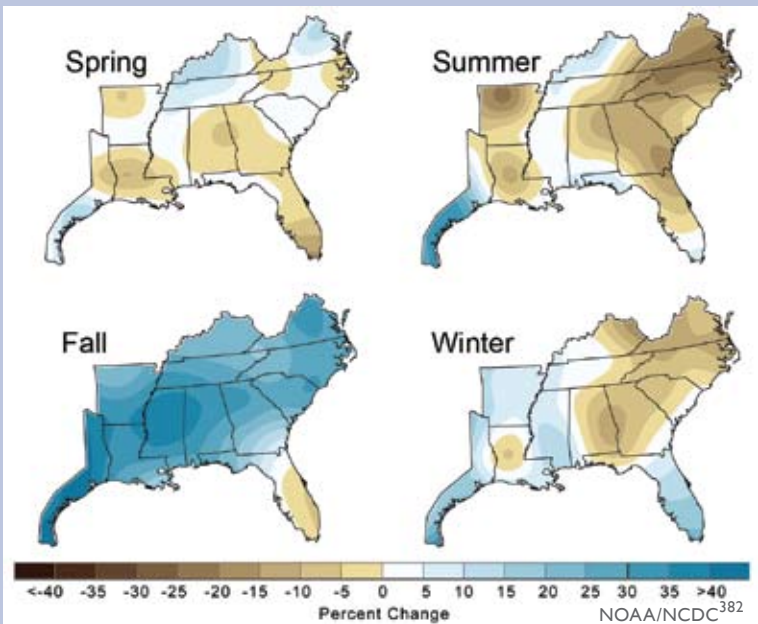 Spring
Summer
Fall
Winter
<-40 -35 -30 -25 -20 -15 -10 -5 0 5 10 15 20 25 30 35 >40
Percent Change
NOAA/NCDC382